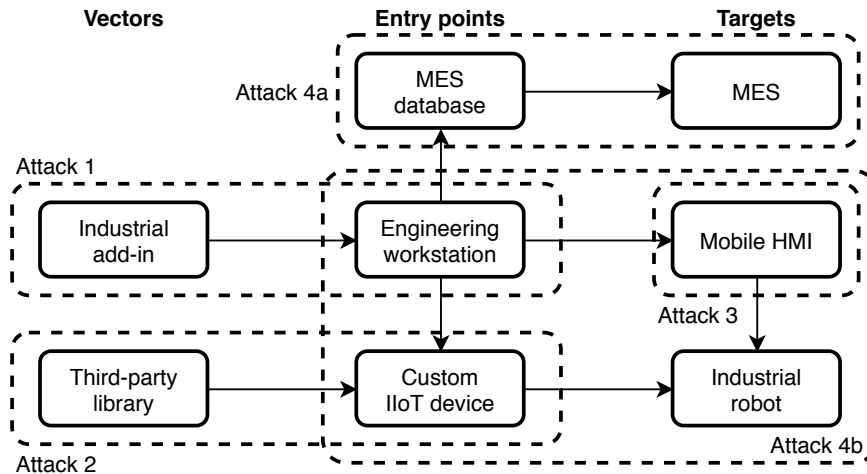 Vectors
Entry points
Targets
Attack 4a
MES
database
MES
Attack 1
Industrial
add-in
Engineering
workstation
Mobile HMI
Attack 3
Third-party
library
Custom
IIoT device
Industrial
robot
Attack 2
Attack 4b